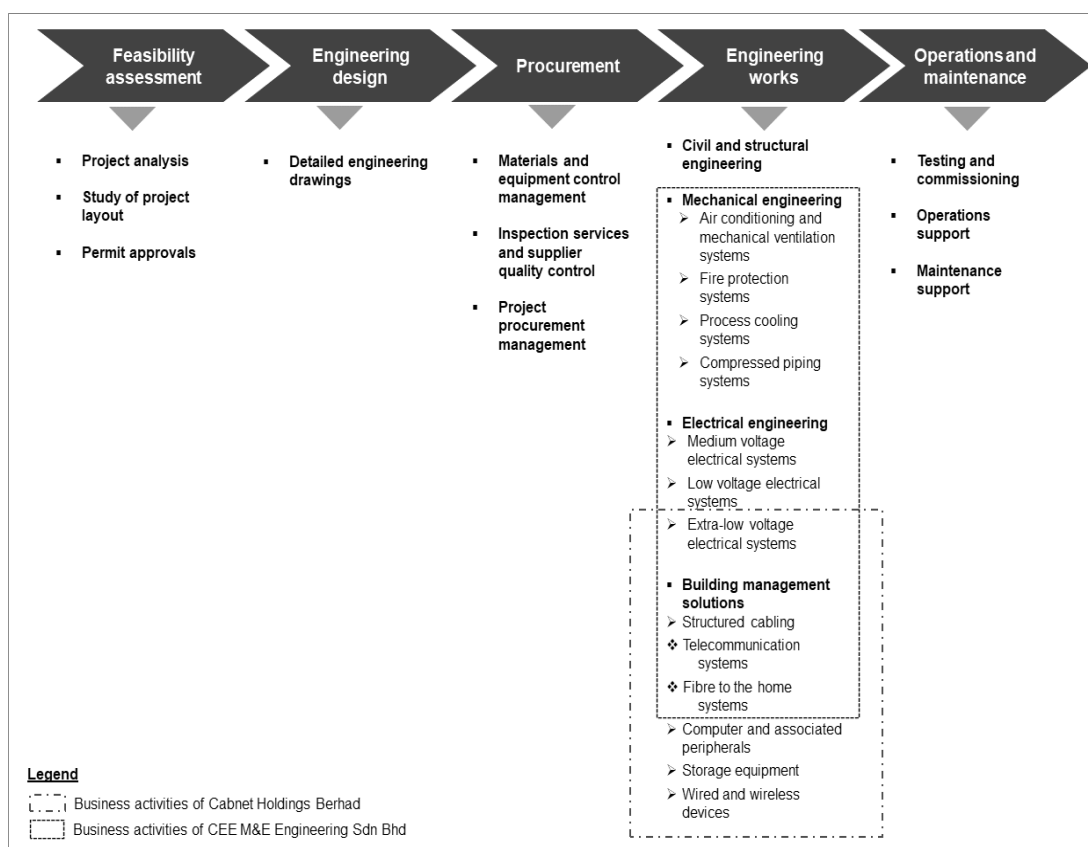 Feasibility
assessment
Engineering
design
Procurement
Engineering
works
Operations and
maintenance
▪ Project analysis
▪ Study of project
layout
▪ Permit approvals
▪ Detailed engineering
drawings
▪ Materials and
equipment control
management
▪ Inspection services
and supplier
quality control
▪ Project
procurement
management
▪ Civil and structural
engineering
▪ Mechanical engineering
➢ Air conditioning and
mechanical ventilation
systems
➢ Fire protection
systems
➢ Process cooling
systems
➢ Compressed piping
systems
▪ Electrical engineering
➢ Medium voltage
electrical systems
➢ Low voltage electrical
systems
➢ Extra-low voltage
electrical systems
▪ Building management
solutions
➢ Structured cabling
❖ Telecommunication
systems
❖ Fibre to the home
systems
➢ Computer and associated
peripherals
➢ Storage equipment
➢ Wired and wireless
devices
▪ Testing and
commissioning
▪ Operations
support
▪ Maintenance
support
Legend
Business activities of Cabnet Holdings Berhad
Business activities of CEE M&E Engineering Sdn Bhd